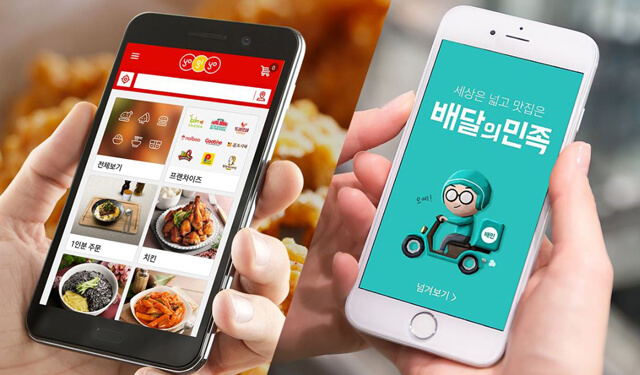 yo gi yo
0
전체보기
프랜차이즈
1인분 주문
치킨
세상은 넓고 맛집은
배달의민족
오예!
배민
넘겨보기 >